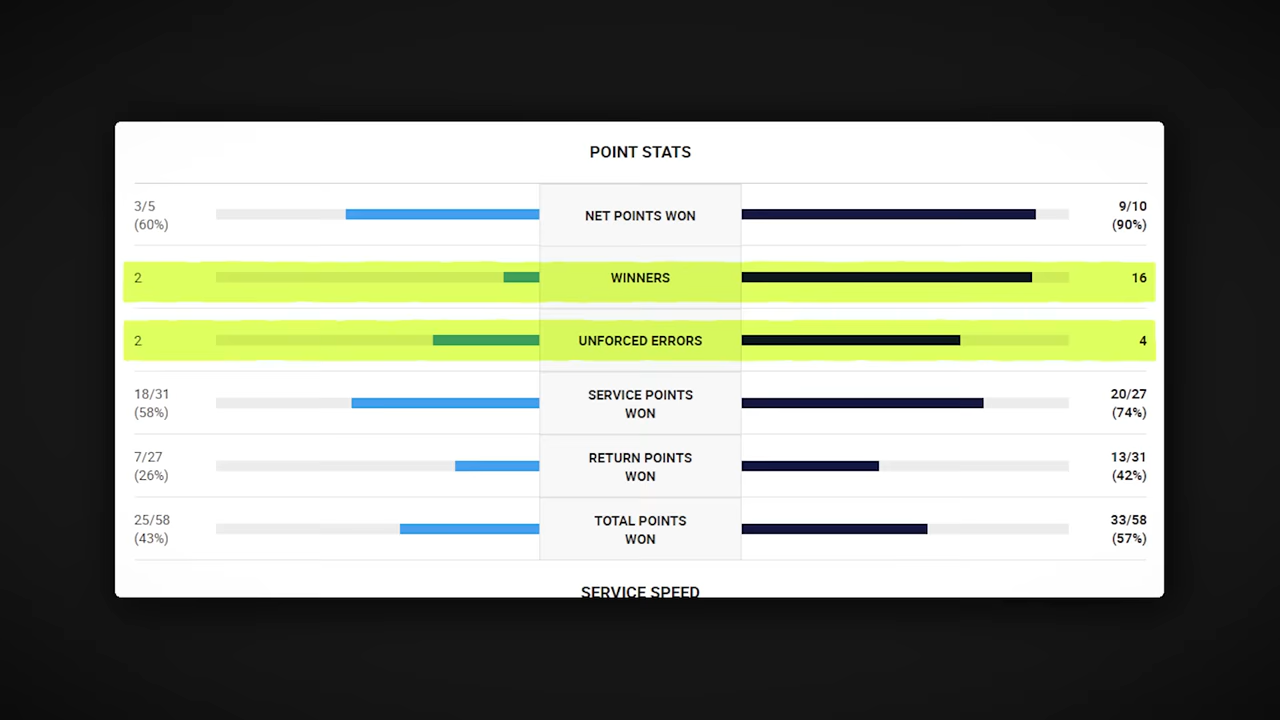 POINT STATS
3/5
(60%)
NET POINTS WON
9/10
(90%)
2
WINNERS
16
2
UNFORCED ERRORS
4
18/31
(58%)
SERVICE POINTS
WON
20/27
(74%)
7/27
(26%)
RETURN POINTS
WON
13/31
(42%)
25/58
(43%)
TOTAL POINTS
WON
33/58
(57%)
SERVICE SPEED